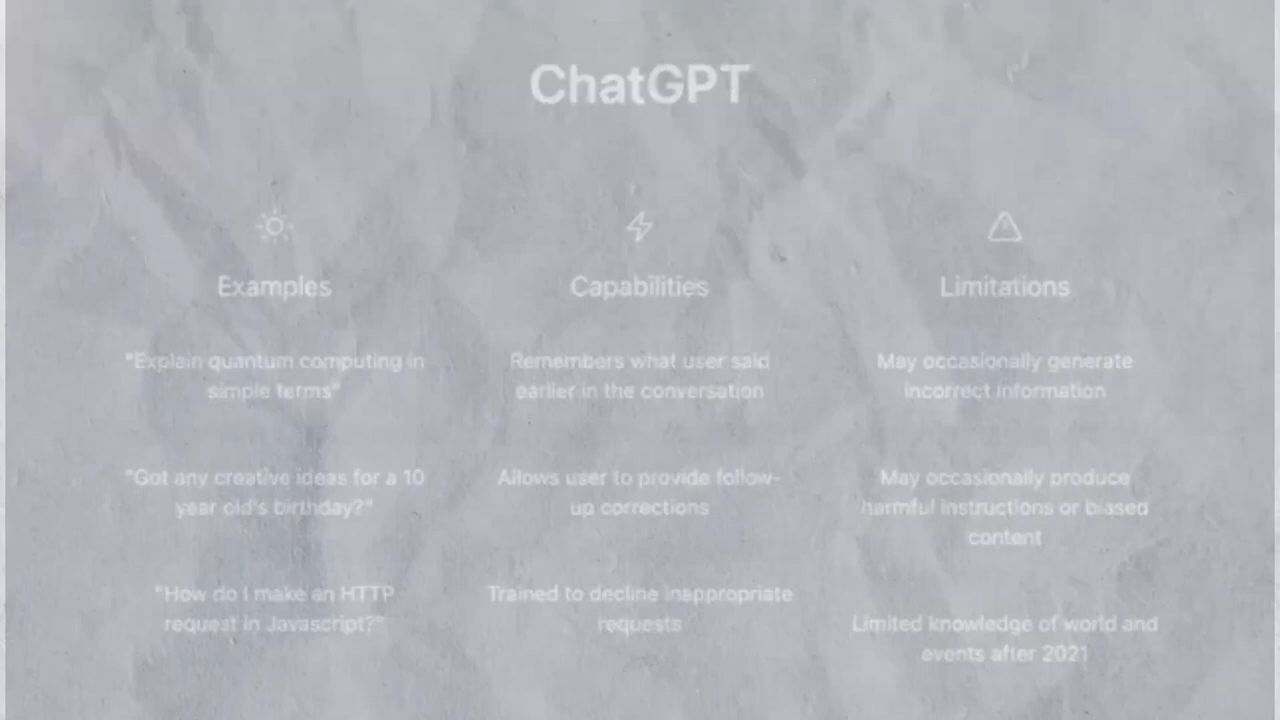 ChatGPT
Examples
"Explain quantum computing in
simple terms"
"Got any creative ideas for a 10
year old's birthday?"
"How do I make an HTTP
request in Javascript?"
Capabilities
Remembers what user said
earlier in the conversation
Allows user to provide follow-
up corrections
Trained to decline inappropriate
requests
Limitations
May occasionally generate
incorrect information
May occasionally produce
harmful instructions or biased
content
Limited knowledge of world and
events after 2021